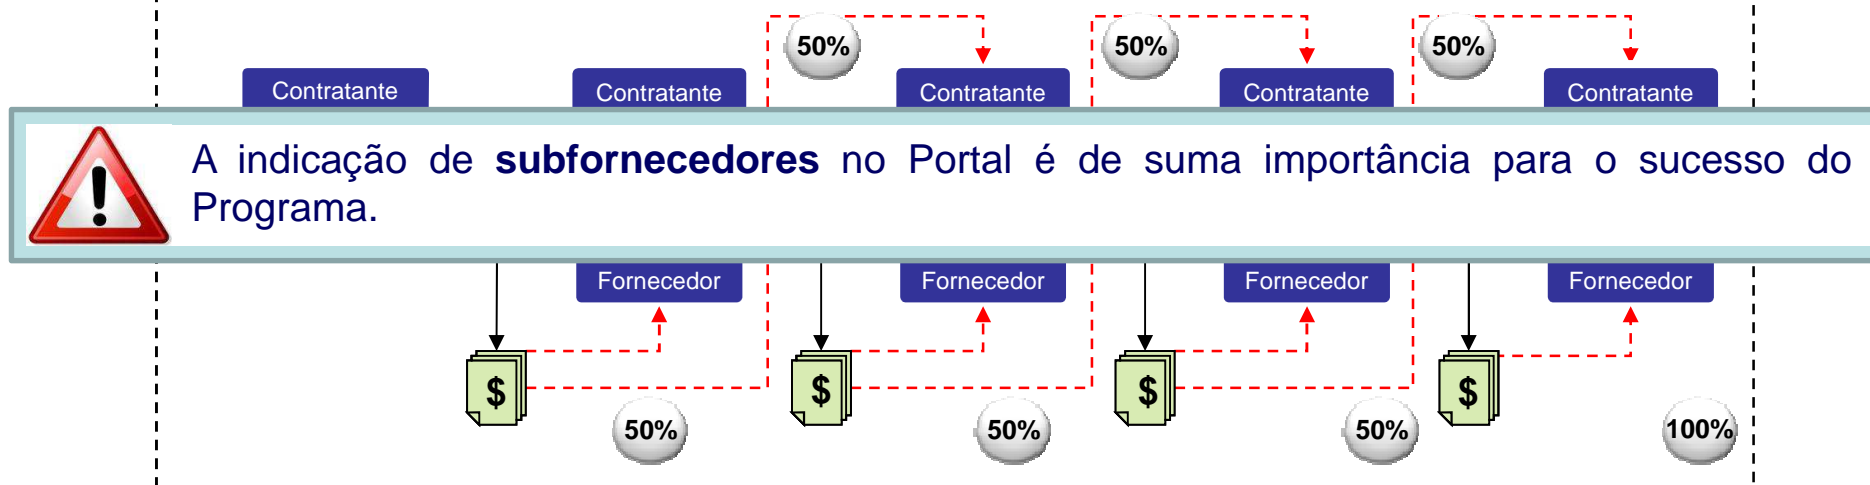 50% 50% 50%
Contratante Contratante Contratante Contratante Contratante
A indicação de subfornecedores no Portal é de suma importância para o sucesso do
Programa.
Fornecedor Fornecedor Fornecedor Fornecedor
$ $ $ $
50% 50% 50% 100%